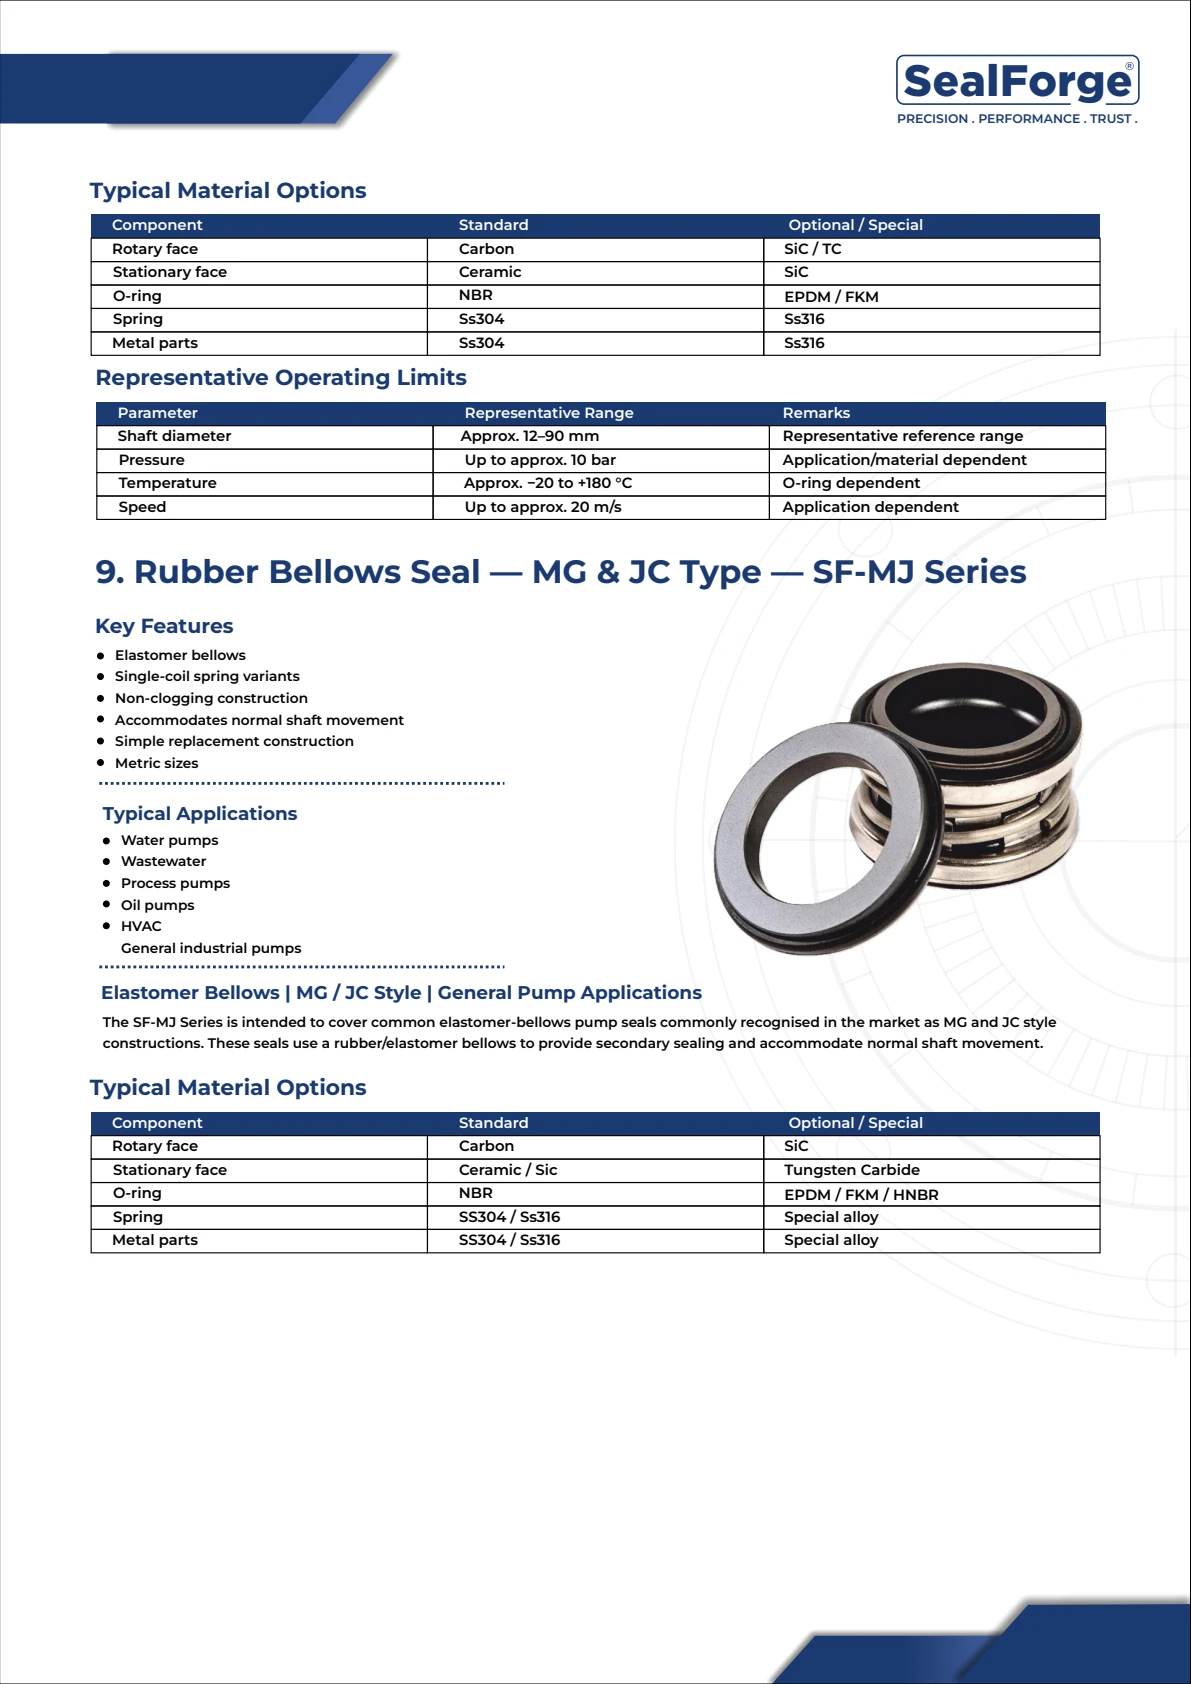 SealForge®
PRECISION . PERFORMANCE . TRUST .
Typical Material Options
Component Standard Optional / Special
Rotary face Carbon SiC / TC
Stationary face Ceramic SiC
O-ring NBR EPDM / FKM
Spring Ss304 Ss316
Metal parts Ss304 Ss316
Representative Operating Limits
Parameter Representative Range Remarks
Shaft diameter Approx. 12–90 mm Representative reference range
Pressure Up to approx. 10 bar Application/material dependent
Temperature Approx. −20 to +180 °C O-ring dependent
Speed Up to approx. 20 m/s Application dependent
9. Rubber Bellows Seal — MG & JC Type — SF-MJ Series
Key Features
● Elastomer bellows
● Single-coil spring variants
● Non-clogging construction
● Accommodates normal shaft movement
● Simple replacement construction
● Metric sizes
Typical Applications
● Water pumps
● Wastewater
● Process pumps
● Oil pumps
● HVAC
General industrial pumps
Elastomer Bellows | MG / JC Style | General Pump Applications
The SF-MJ Series is intended to cover common elastomer-bellows pump seals commonly recognised in the market as MG and JC style
constructions. These seals use a rubber/elastomer bellows to provide secondary sealing and accommodate normal shaft movement.
Typical Material Options
Component Standard Optional / Special
Rotary face Carbon SiC
Stationary face Ceramic / Sic Tungsten Carbide
O-ring NBR EPDM / FKM / HNBR
Spring SS304 / Ss316 Special alloy
Metal parts SS304 / Ss316 Special alloy